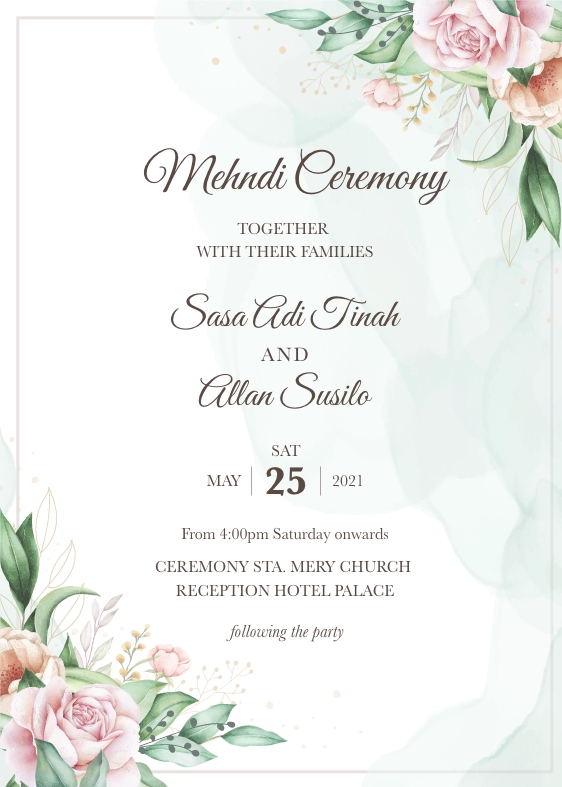 Mehndi Ceremony
TOGETHER
WITH THEIR FAMILIES
Sasa Adi Tinah
AND
Allan Susilo
SAT
MAY 25 2021
From 4:00pm Saturday onwards
CEREMONY STA. MERY CHURCH
RECEPTION HOTEL PALACE
following the party